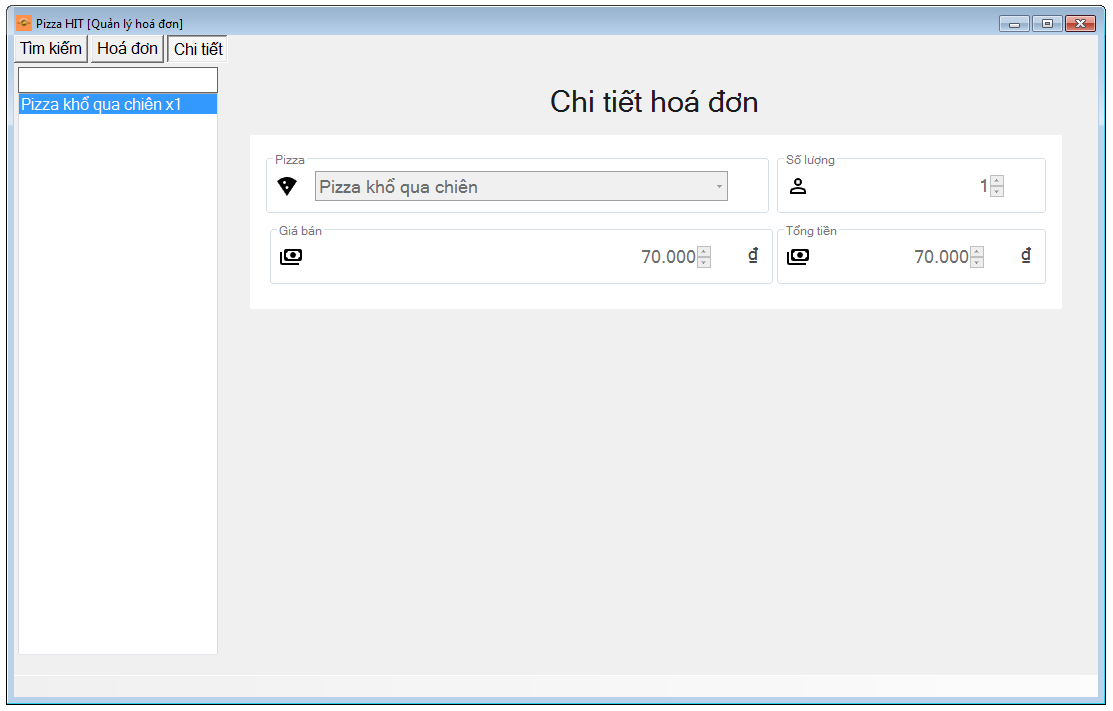 Pizza HIT [Quản lý hoá đơn]
Tìm kiếm Hoá đơn Chi tiết
Pizza khổ qua chiên x1
Chi tiết hoá đơn
Pizza
Pizza khổ qua chiên
Số lượng
1
Giá bán
70.000 đ
Tổng tiền
70.000 đ